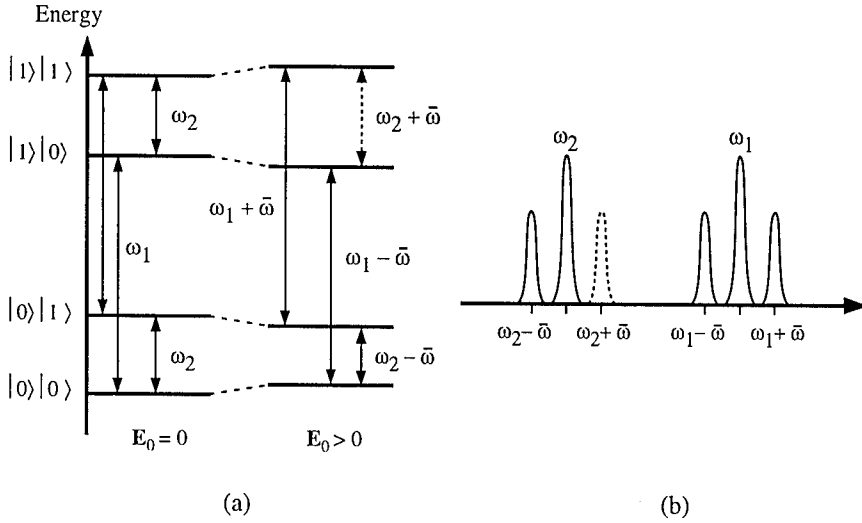 Energy
|1⟩|1⟩
|1⟩|0⟩
|0⟩|1⟩
|0⟩|0⟩
ω2
ω1
ω2
ω1 + ω̄
ω2 + ω̄
ω1 − ω̄
ω2 − ω̄
E0 = 0
E0 > 0
(a)
ω2
ω1
ω2−ω̄
ω2+ω̄
ω1−ω̄
ω1+ω̄
(b)